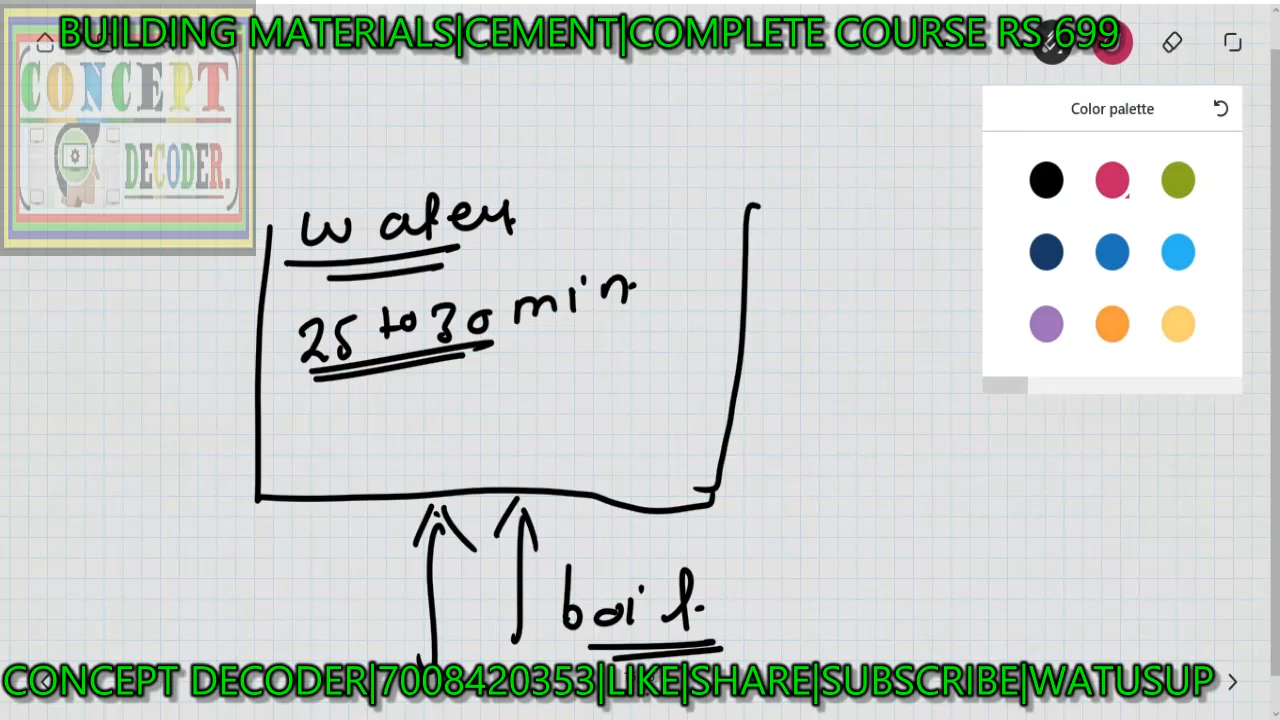 BUILDING MATERIALS|CEMENT|COMPLETE COURSE RS 699
CONCEPT
DECODER.
Color palette
water
25 to 30 min
boil.
CONCEPT DECODER|7008420353|LIKE|SHARE|SUBSCRIBE|WATUSUP